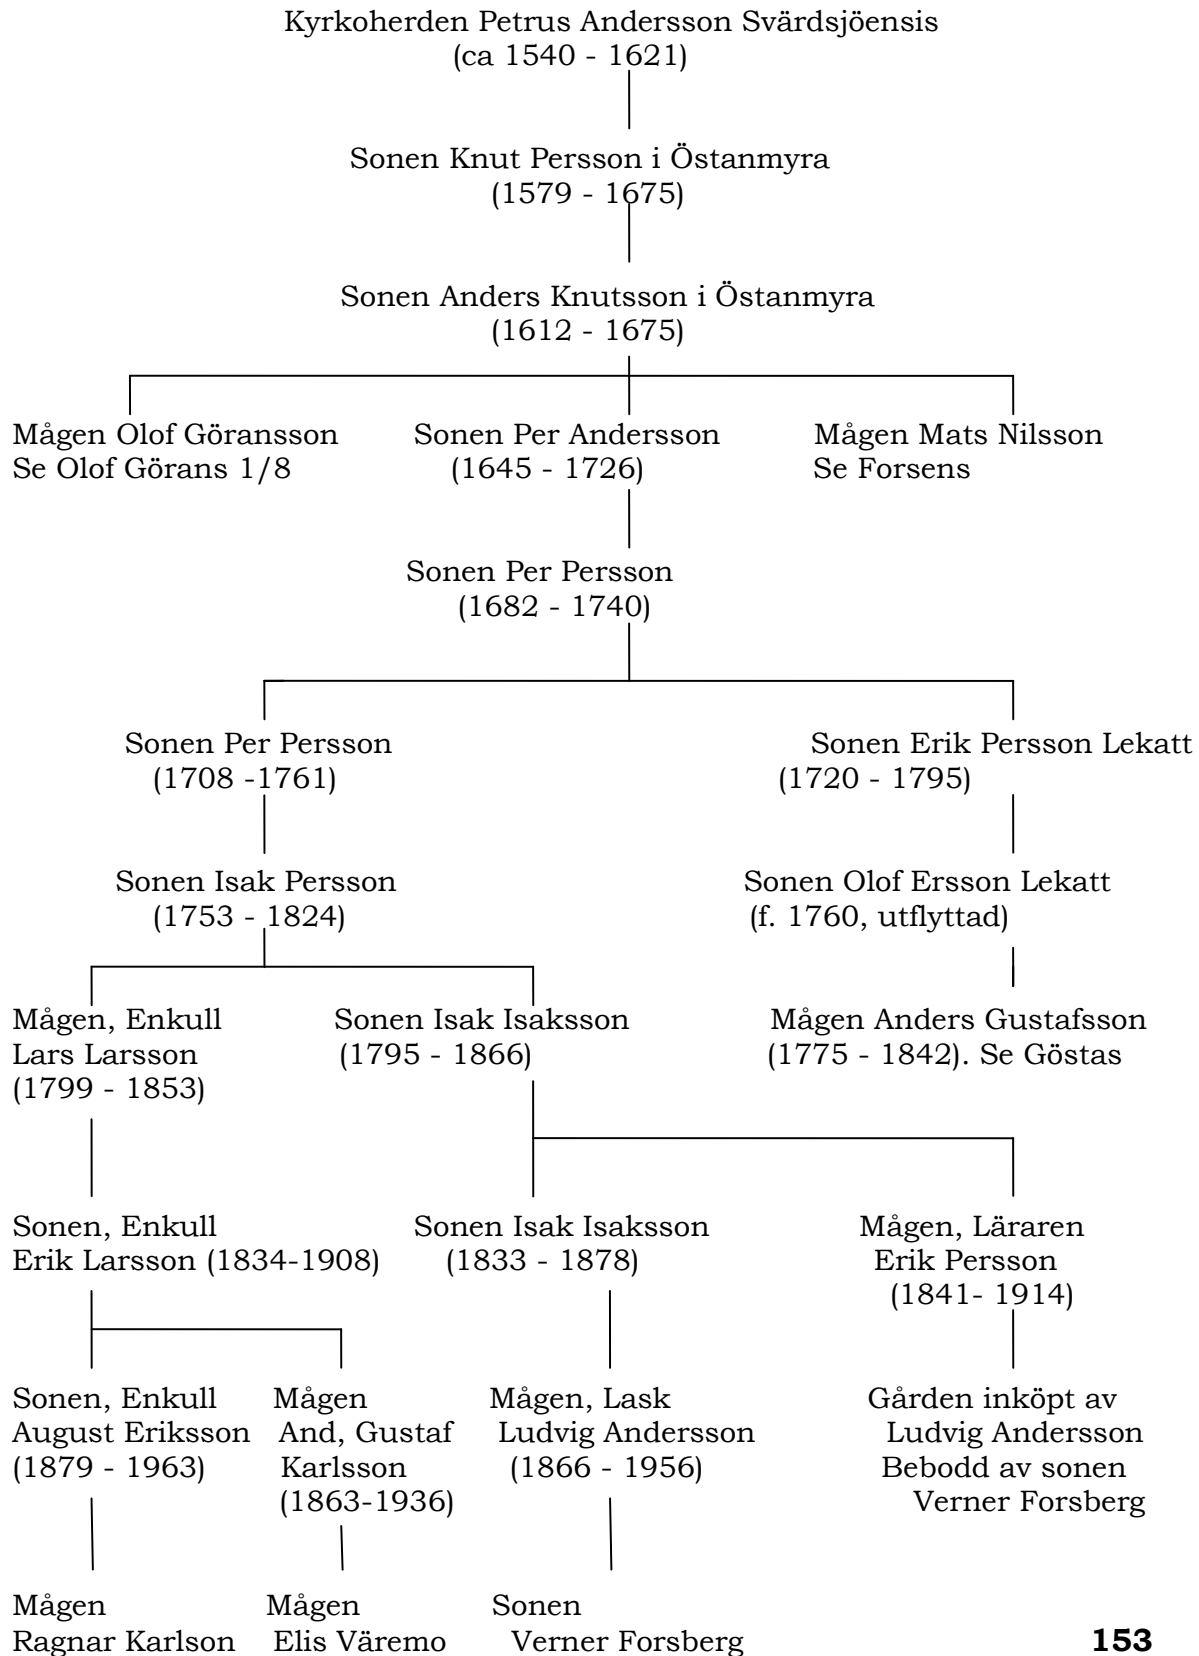 Kyrkoherden Petrus Andersson Svärdsjöensis
(ca 1540 - 1621)
Sonen Knut Persson i Östanmyra
(1579 - 1675)
Sonen Anders Knutsson i Östanmyra
(1612 - 1675)
Mågen Olof Göransson
Se Olof Görans 1/8
Sonen Per Andersson
(1645 - 1726)
Mågen Mats Nilsson
Se Forsens
Sonen Per Persson
(1682 - 1740)
Sonen Per Persson
(1708 -1761)
Sonen Erik Persson Lekatt
(1720 - 1795)
Sonen Isak Persson
(1753 - 1824)
Sonen Olof Ersson Lekatt
(f. 1760, utflyttad)
Mågen, Enkull
Lars Larsson
(1799 - 1853)
Sonen Isak Isaksson
(1795 - 1866)
Mågen Anders Gustafsson
(1775 - 1842). Se Göstas
Sonen, Enkull
Erik Larsson (1834-1908)
Sonen Isak Isaksson
(1833 - 1878)
Mågen, Läraren
Erik Persson
(1841- 1914)
Sonen, Enkull
August Eriksson
(1879 - 1963)
Mågen
And, Gustaf
Karlsson
(1863-1936)
Mågen, Lask
Ludvig Andersson
(1866 - 1956)
Gården inköpt av
Ludvig Andersson
Bebodd av sonen
Verner Forsberg
Mågen
Ragnar Karlson
Mågen
Elis Väremo
Sonen
Verner Forsberg
153